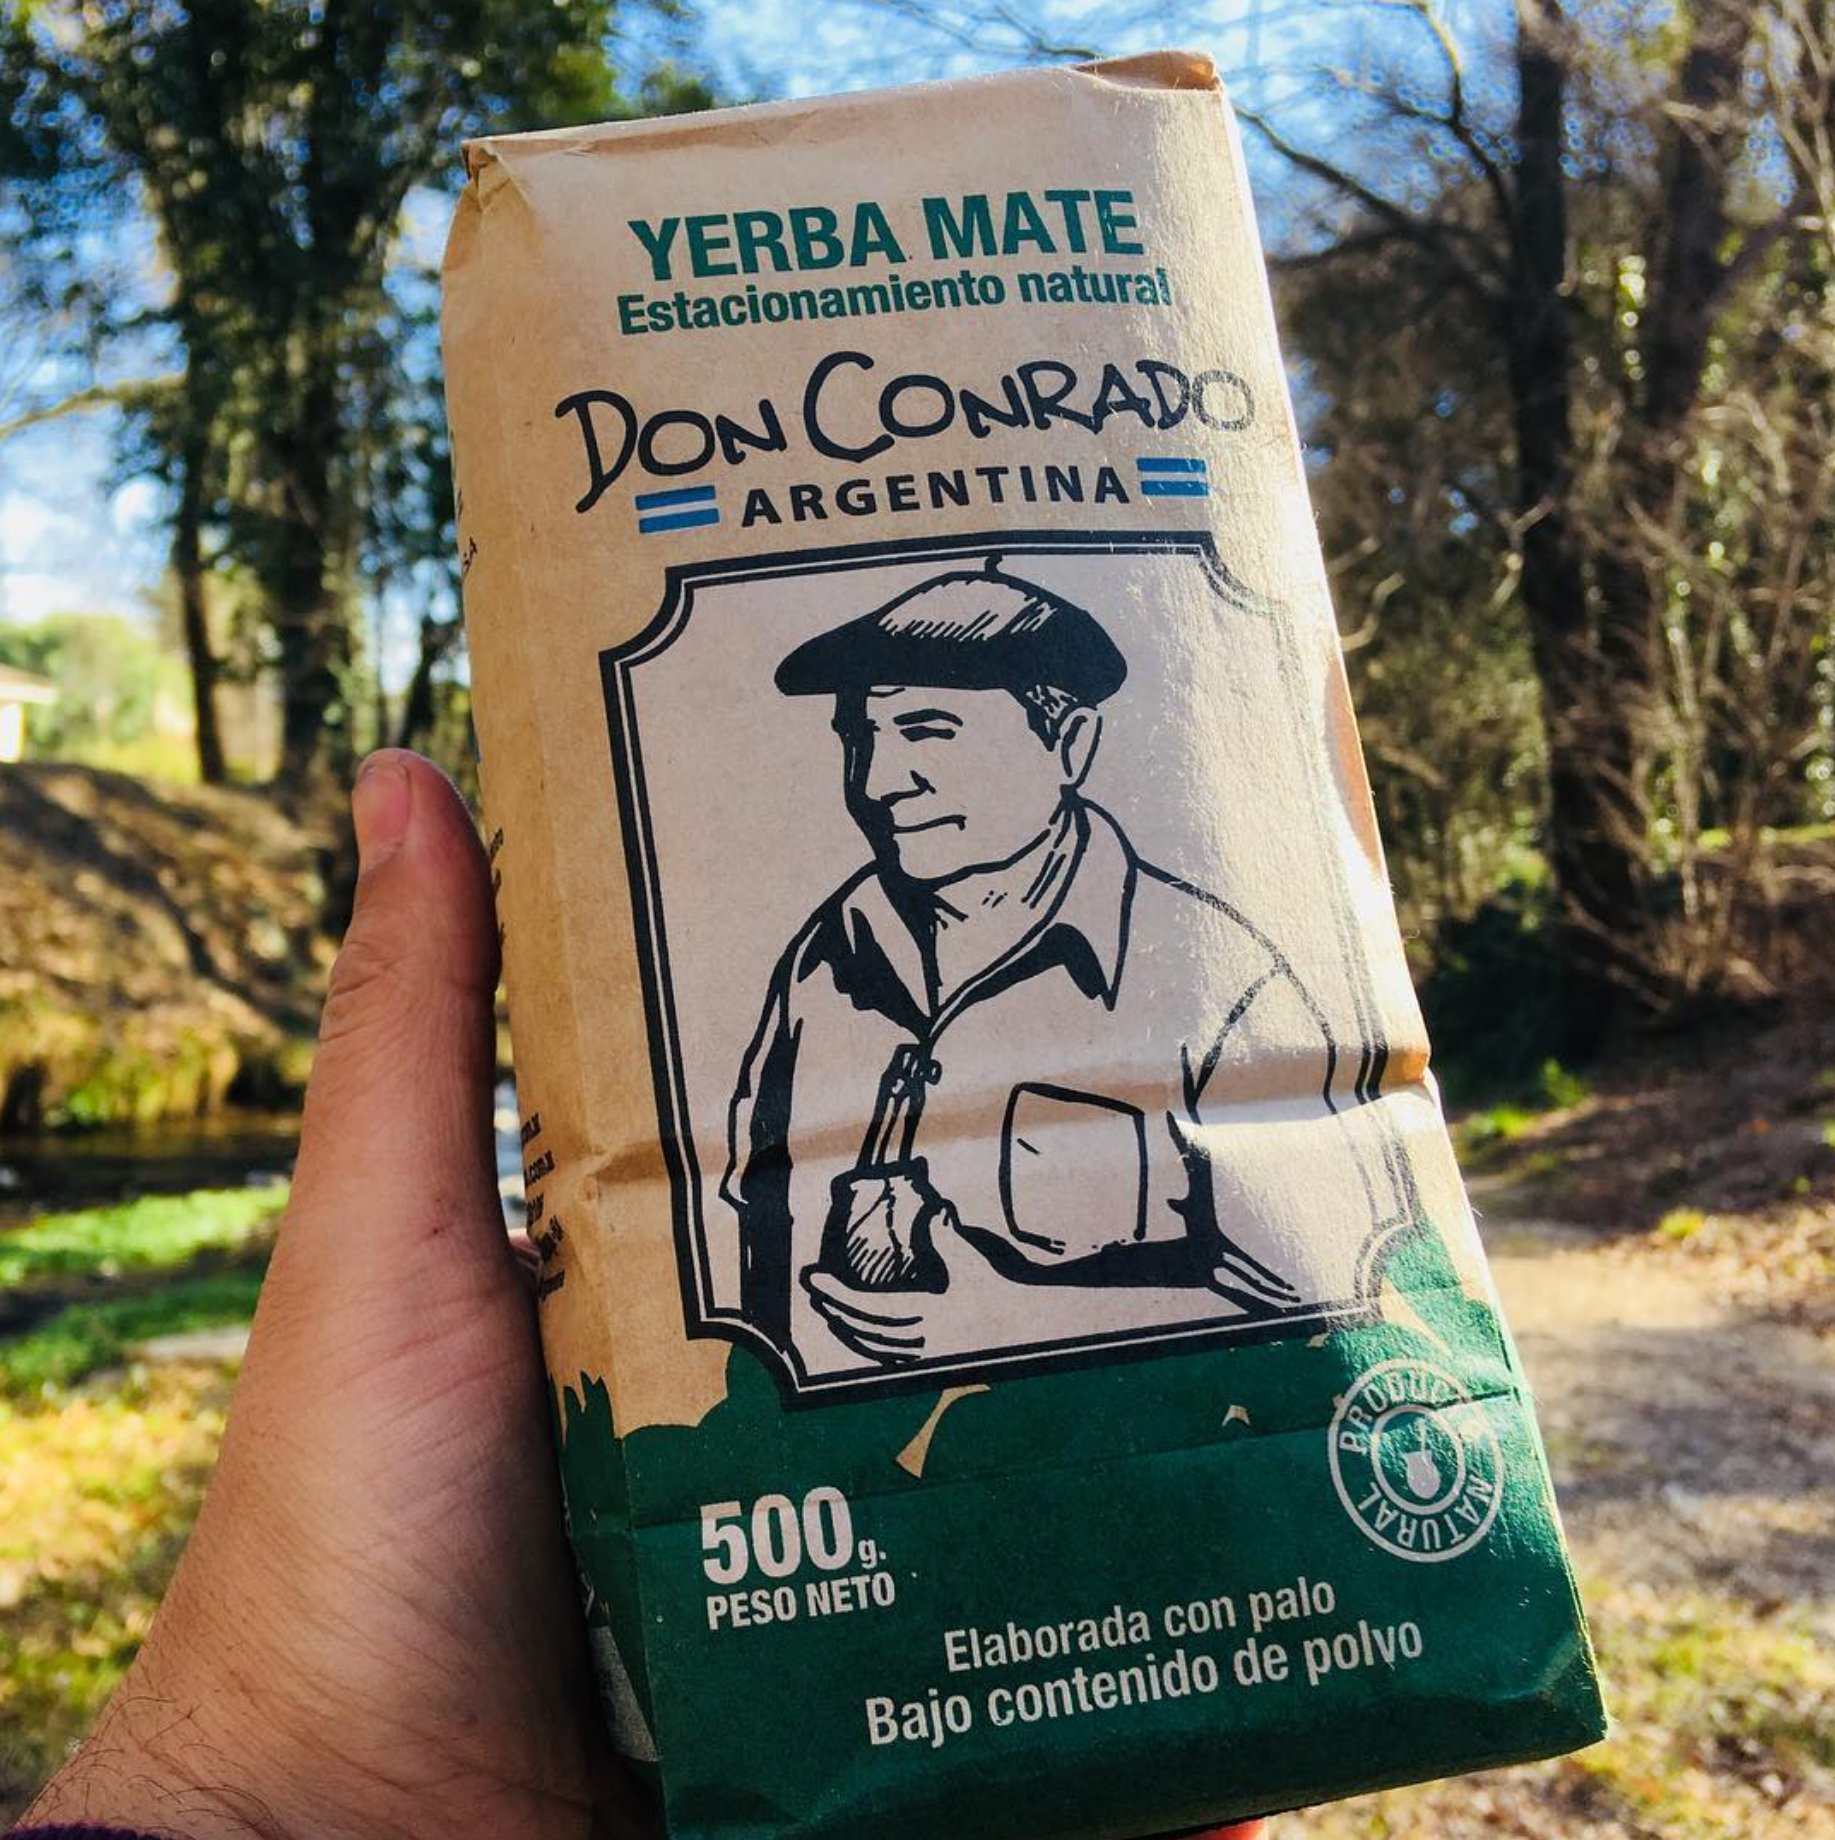 YERBA MATE
Estacionamiento natural
DON CONRADO
ARGENTINA
500g.
PESO NETO
NATURAL
Elaborada con palo
Bajo contenido de polvo